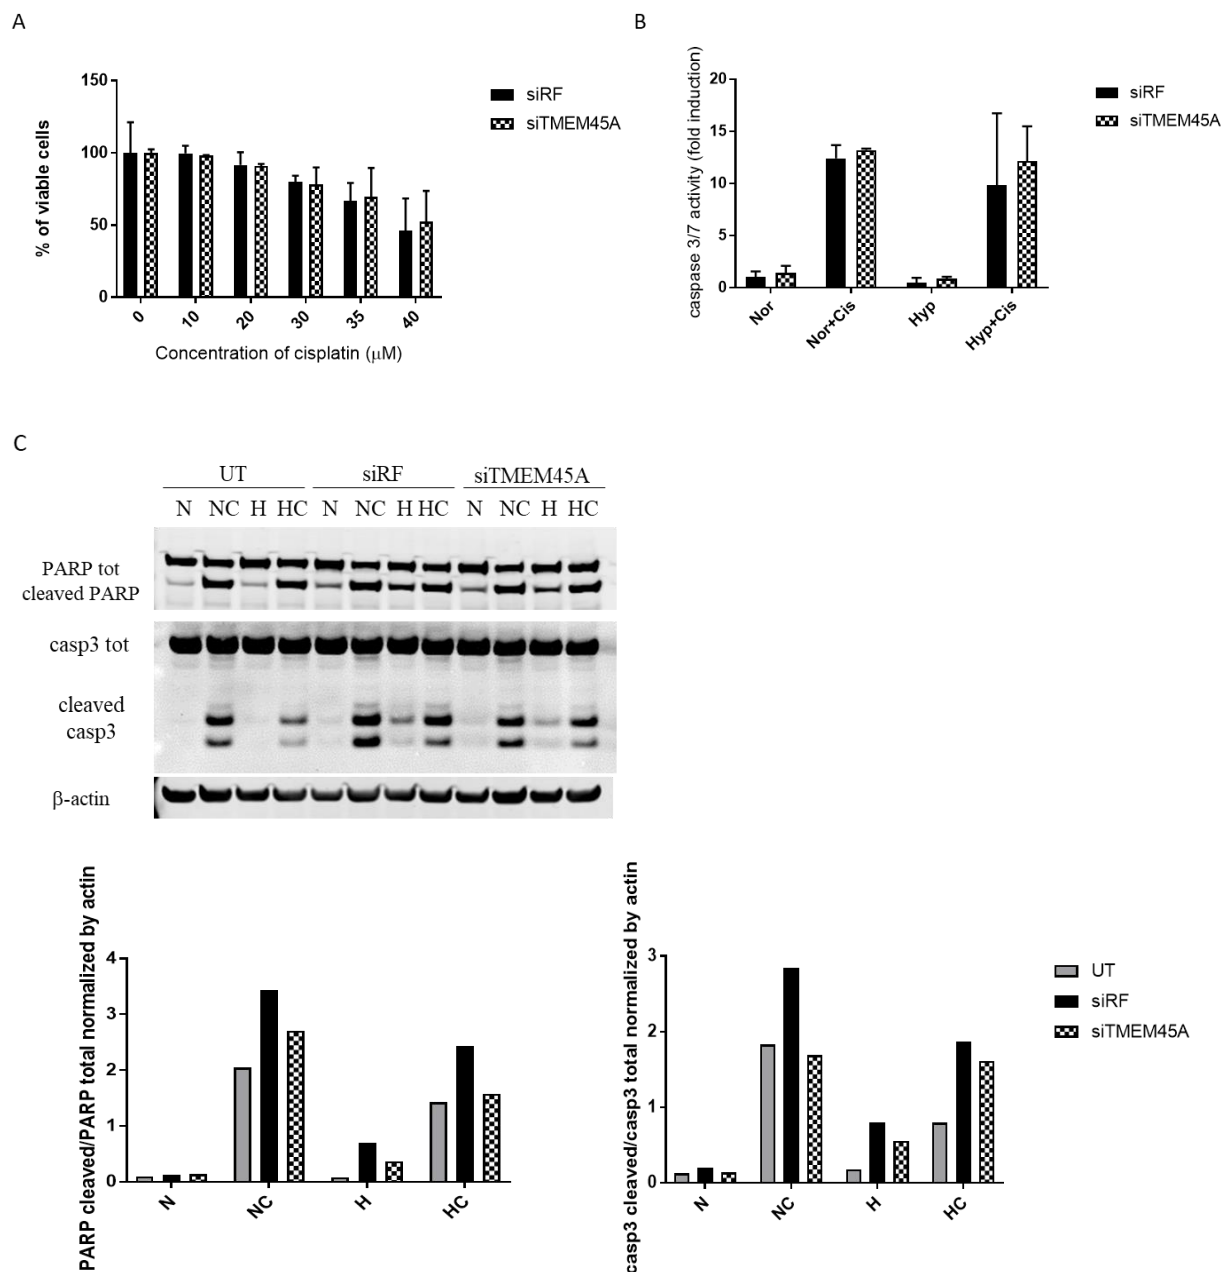 A
B
150
100
50
0
% of viable cells
0
10
20
30
35
40
Concentration of cisplatin (μM)
siRF
siTMEM45A
20
15
10
5
0
caspase 3/7 activity (fold induction)
Nor
Nor+Cis
Hyp
Hyp+Cis
siRF
siTMEM45A
C
UT siRF siTMEM45A
N NC H HC N NC H HC N NC H HC
PARP tot
cleaved PARP
casp3 tot
cleaved
casp3
β-actin
PARP cleaved/PARP total normalized by actin
4
3
2
1
0
N
NC
H
HC
casp3 cleaved/casp3 total normalized by actin
3
2
1
0
N
NC
H
HC
UT
siRF
siTMEM45A